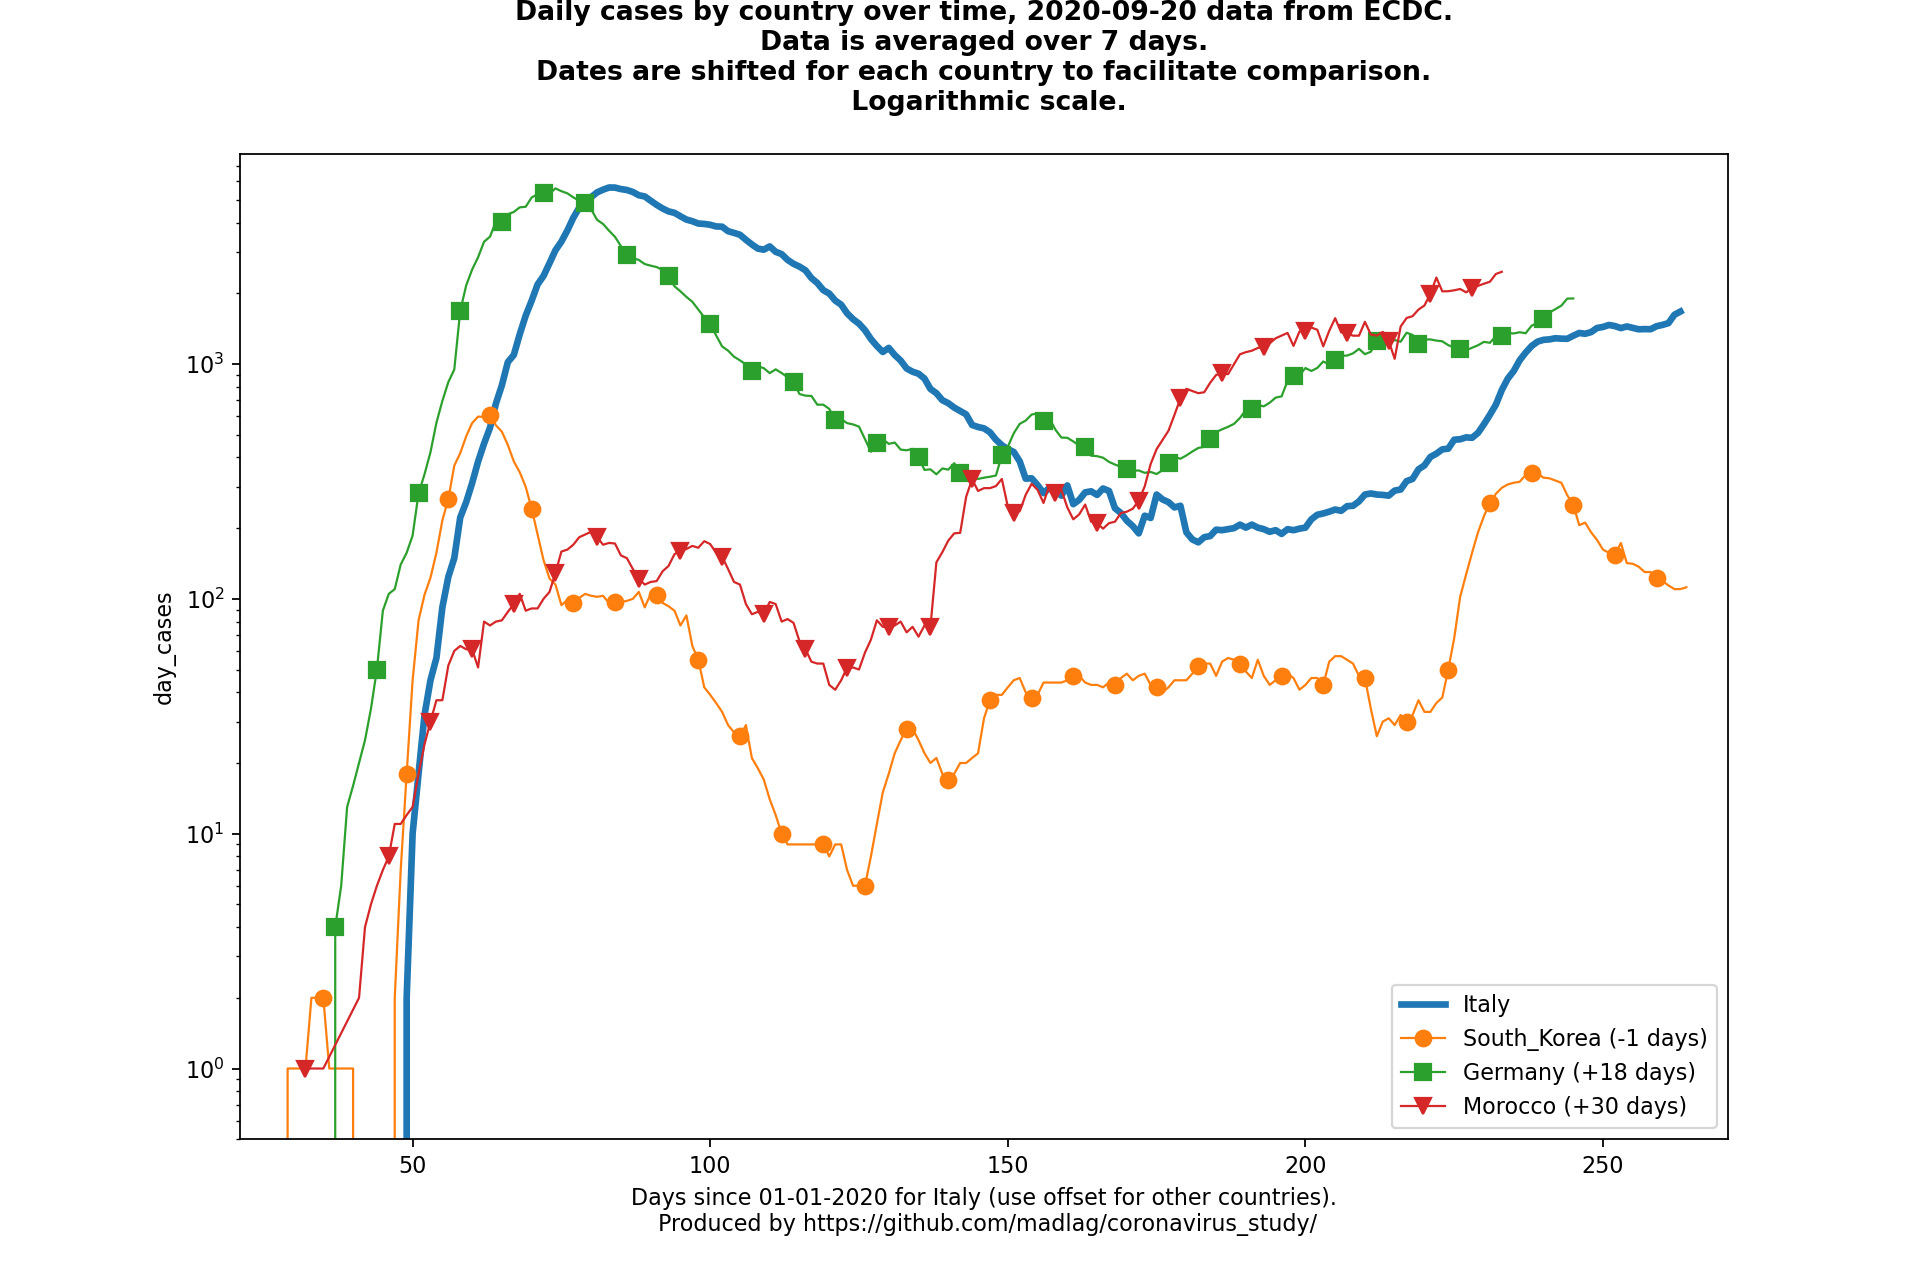 Daily cases by country over time, 2020-09-20 data from ECDC.
Data is averaged over 7 days.
Dates are shifted for each country to facilitate comparison.
Logarithmic scale.
day_cases
10³
10²
10¹
10⁰
50 100 150 200 250
Italy
South_Korea (-1 days)
Germany (+18 days)
Morocco (+30 days)
Days since 01-01-2020 for Italy (use offset for other countries).
Produced by https://github.com/madlag/coronavirus_study/